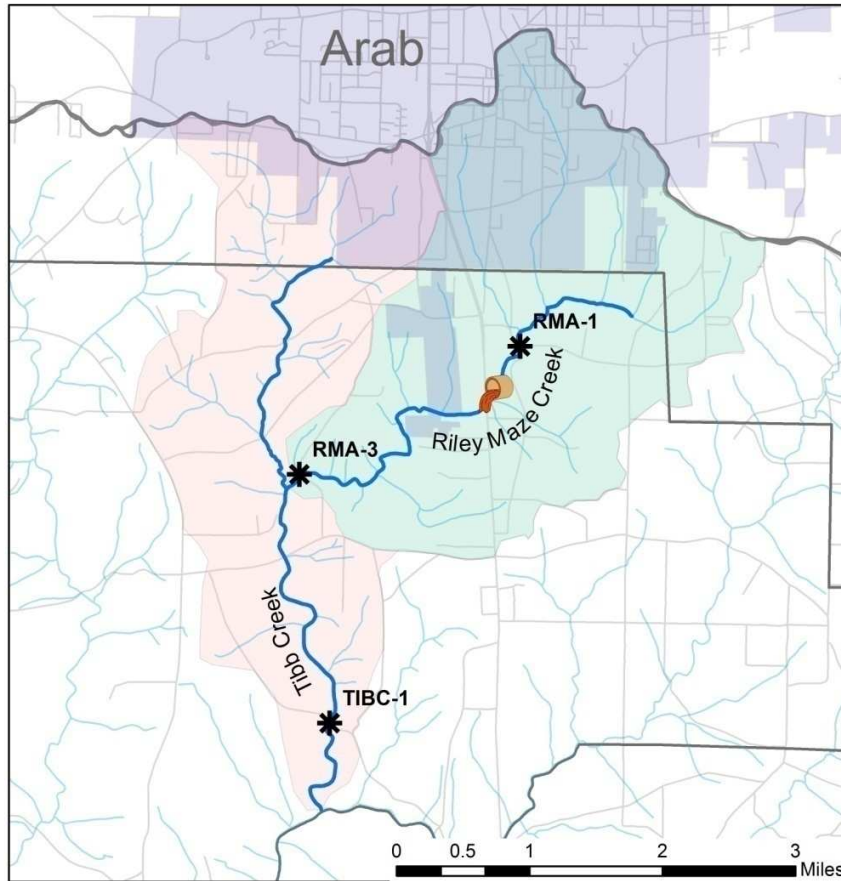 Arab
RMA-1
Riley Maze Creek
RMA-3
Tibb Creek
TIBC-1
0 0.5 1 2 3
Miles